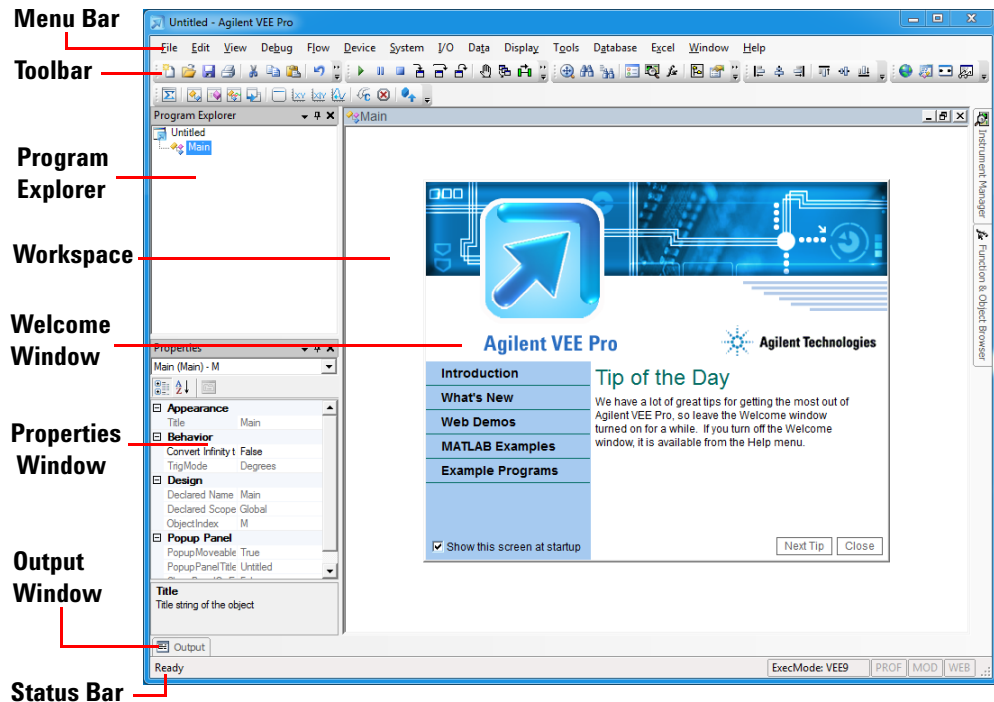 Menu Bar
Toolbar
Program
Explorer
Workspace
Welcome
Window
Properties
Window
Output
Window
Status Bar
Untitled - Agilent VEE Pro
File Edit View Debug Flow Device System I/O Data Display Tools Database Excel Window Help
Program Explorer
Untitled
Main
Main
Instrument Manager
Function & Object Browser
Agilent VEE Pro
Agilent Technologies
Introduction
What's New
Web Demos
MATLAB Examples
Example Programs
Show this screen at startup
Tip of the Day
We have a lot of great tips for getting the most out of
Agilent VEE Pro, so leave the Welcome window
turned on for a while. If you turn off the Welcome
window, it is available from the Help menu.
Next Tip Close
Properties
Main (Main) - M
Appearance
Title Main
Behavior
Convert Infinity t False
TrigMode Degrees
Design
Declared Name Main
Declared Scope Global
ObjectIndex M
Popup Panel
PopupMoveable True
PopupPanelTitle Untitled
Title
Title string of the object
Output
Ready
ExecMode: VEE9 PROF MOD WEB